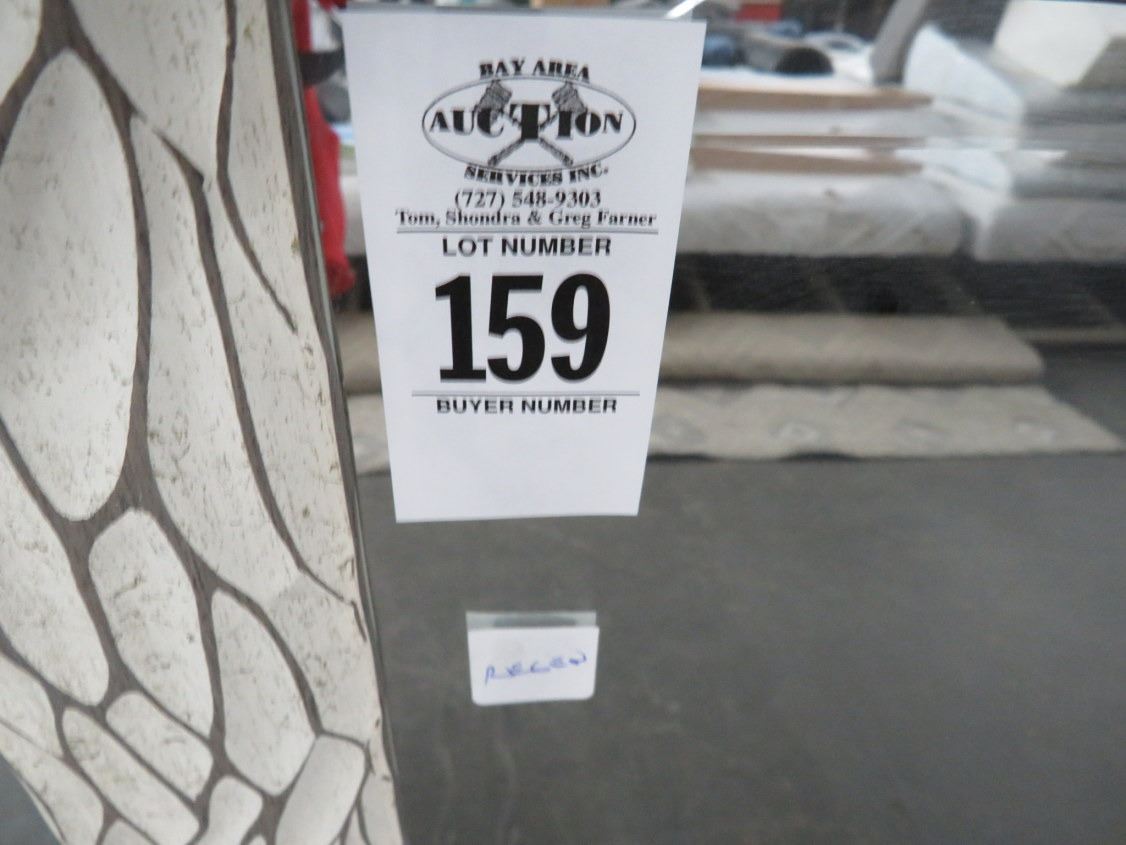 BAY AREA
AUCTION
SERVICES INC.
(727) 548-9303
Tom, Shondra & Greg Farner
LOT NUMBER
159
BUYER NUMBER